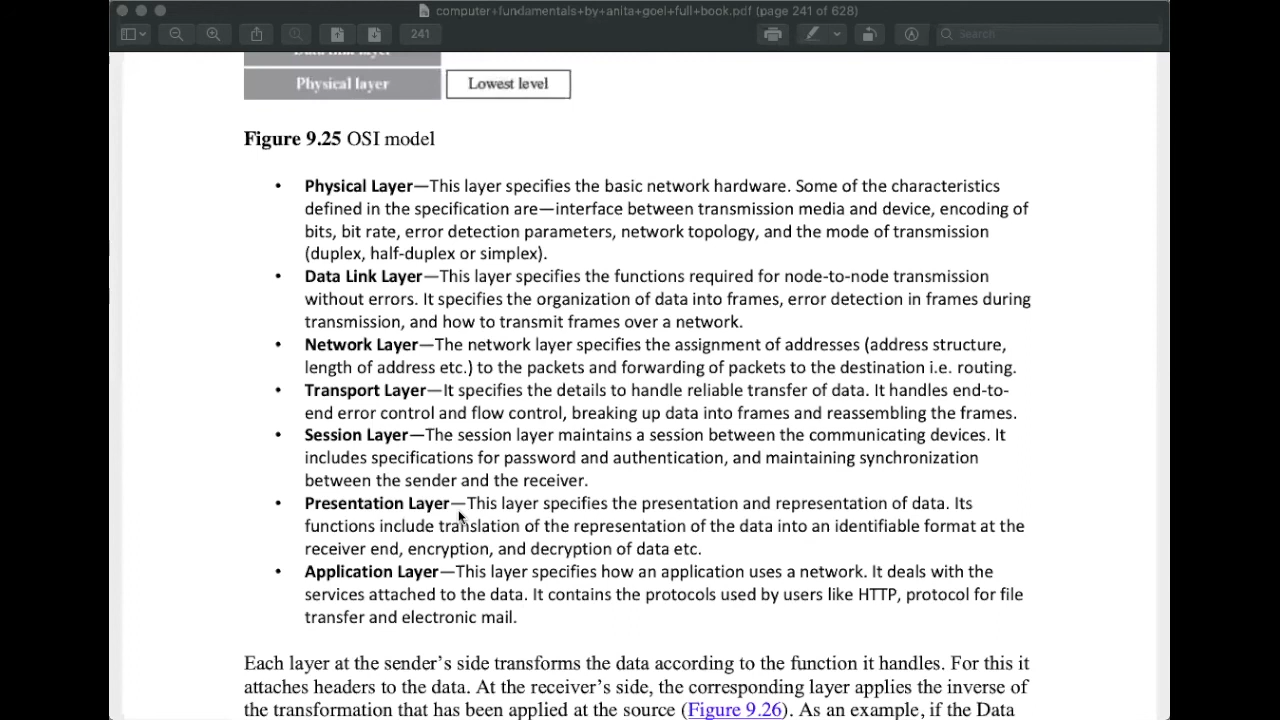 computer+fundamentals+by+anita+goel+full+book.pdf (page 241 of 628)
241
Search
Data link layer
Physical layer
Lowest level
Figure 9.25 OSI model
• Physical Layer—This layer specifies the basic network hardware. Some of the characteristics
defined in the specification are—interface between transmission media and device, encoding of
bits, bit rate, error detection parameters, network topology, and the mode of transmission
(duplex, half-duplex or simplex).
• Data Link Layer—This layer specifies the functions required for node-to-node transmission
without errors. It specifies the organization of data into frames, error detection in frames during
transmission, and how to transmit frames over a network.
• Network Layer—The network layer specifies the assignment of addresses (address structure,
length of address etc.) to the packets and forwarding of packets to the destination i.e. routing.
• Transport Layer—It specifies the details to handle reliable transfer of data. It handles end-to-
end error control and flow control, breaking up data into frames and reassembling the frames.
• Session Layer—The session layer maintains a session between the communicating devices. It
includes specifications for password and authentication, and maintaining synchronization
between the sender and the receiver.
• Presentation Layer—This layer specifies the presentation and representation of data. Its
functions include translation of the representation of the data into an identifiable format at the
receiver end, encryption, and decryption of data etc.
• Application Layer—This layer specifies how an application uses a network. It deals with the
services attached to the data. It contains the protocols used by users like HTTP, protocol for file
transfer and electronic mail.
Each layer at the sender's side transforms the data according to the function it handles. For this it
attaches headers to the data. At the receiver's side, the corresponding layer applies the inverse of
the transformation that has been applied at the source (Figure 9.26). As an example, if the Data